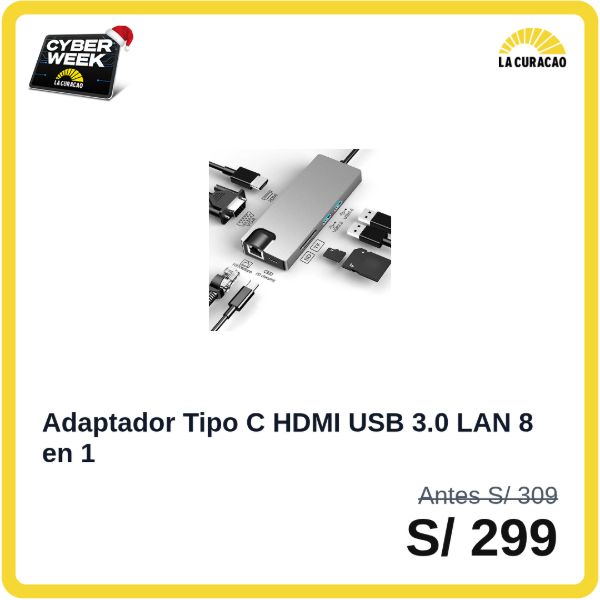 CYBER
WEEK
LA CURACAO
LA CURACAO
Adaptador Tipo C HDMI USB 3.0 LAN 8
en 1
Antes S/ 309
S/ 299